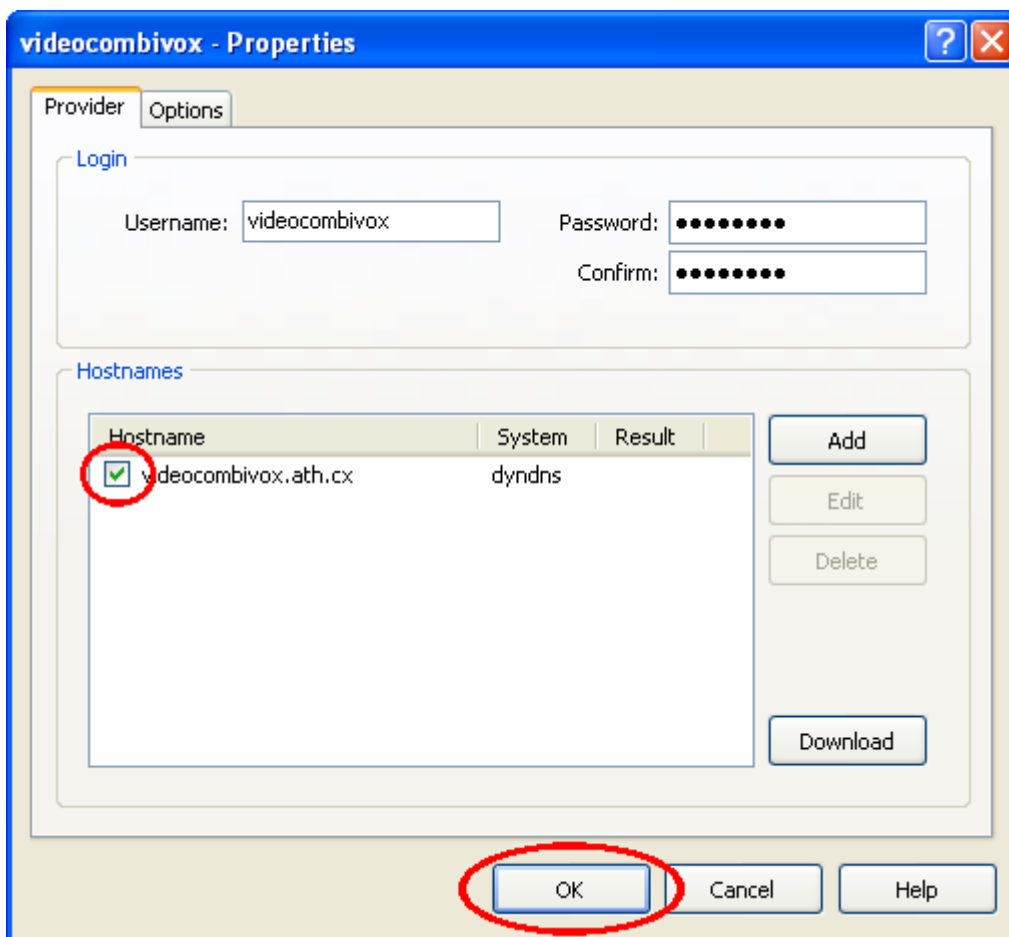 videocombivox - Properties
Provider Options
Login
Username: videocombivox Password: ●●●●●●●●
Confirm: ●●●●●●●●
Hostnames
Hostname System Result Add
videocombivox.ath.cx dyndns
Edit
Delete
Download
OK Cancel Help